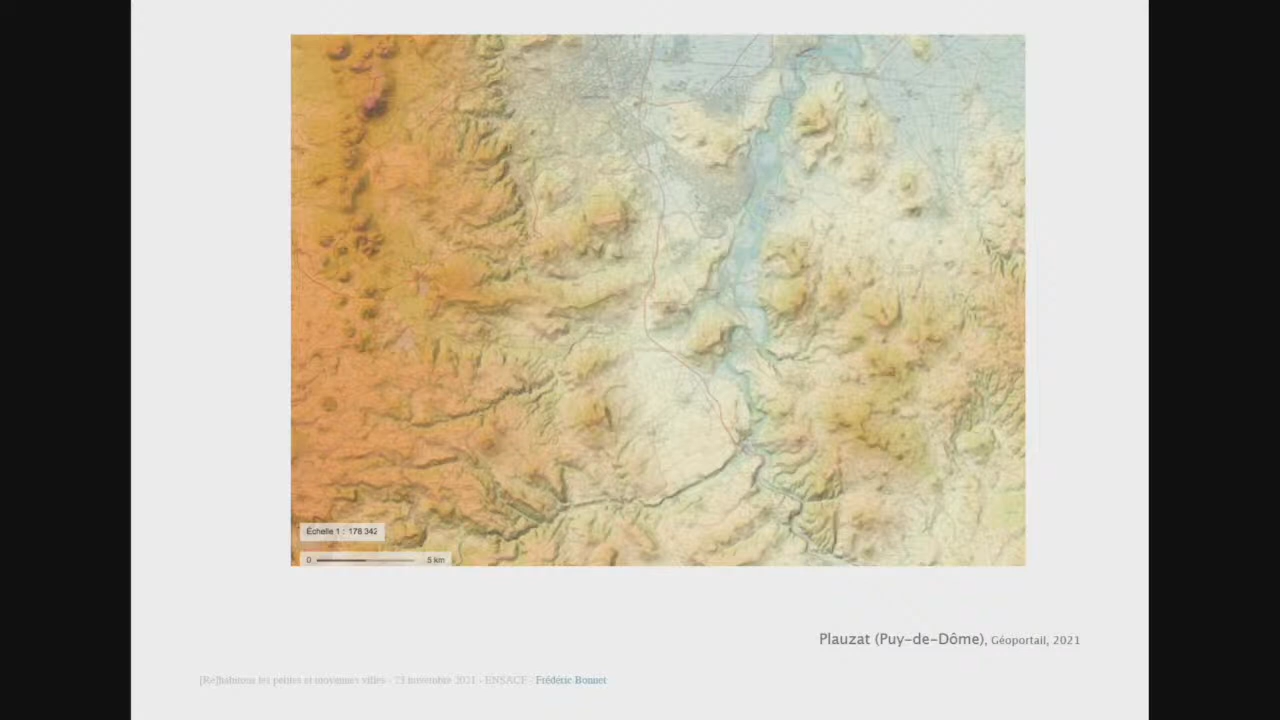 Échelle 1 : 178 342
0 5 km
Plauzat (Puy-de-Dôme), Géoportail, 2021
[Re]habitons les petites et moyennes villes - 23 novembre 2021 - ENSACF - Frédéric Bonnet